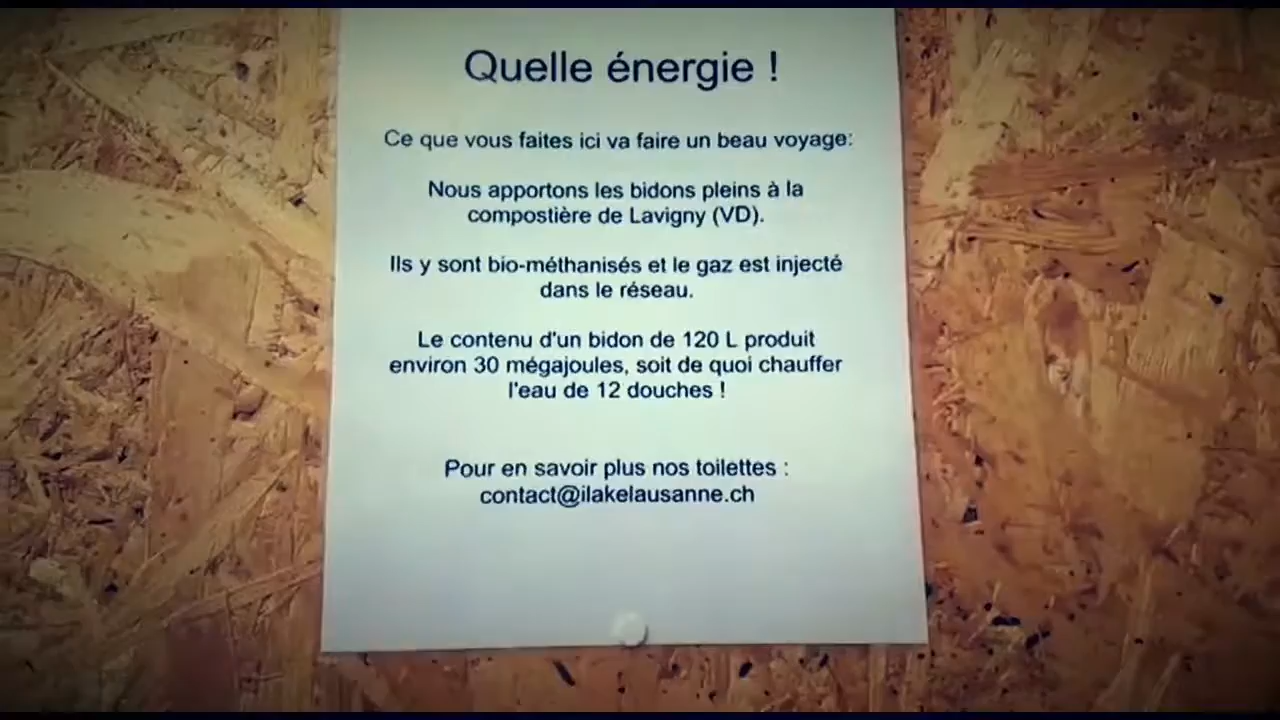 Quelle énergie !
Ce que vous faites ici va faire un beau voyage:
Nous apportons les bidons pleins à la
compostière de Lavigny (VD).
Ils y sont bio-méthanisés et le gaz est injecté
dans le réseau.
Le contenu d'un bidon de 120 L produit
environ 30 mégajoules, soit de quoi chauffer
l'eau de 12 douches !
Pour en savoir plus nos toilettes :
contact@ilakelausanne.ch